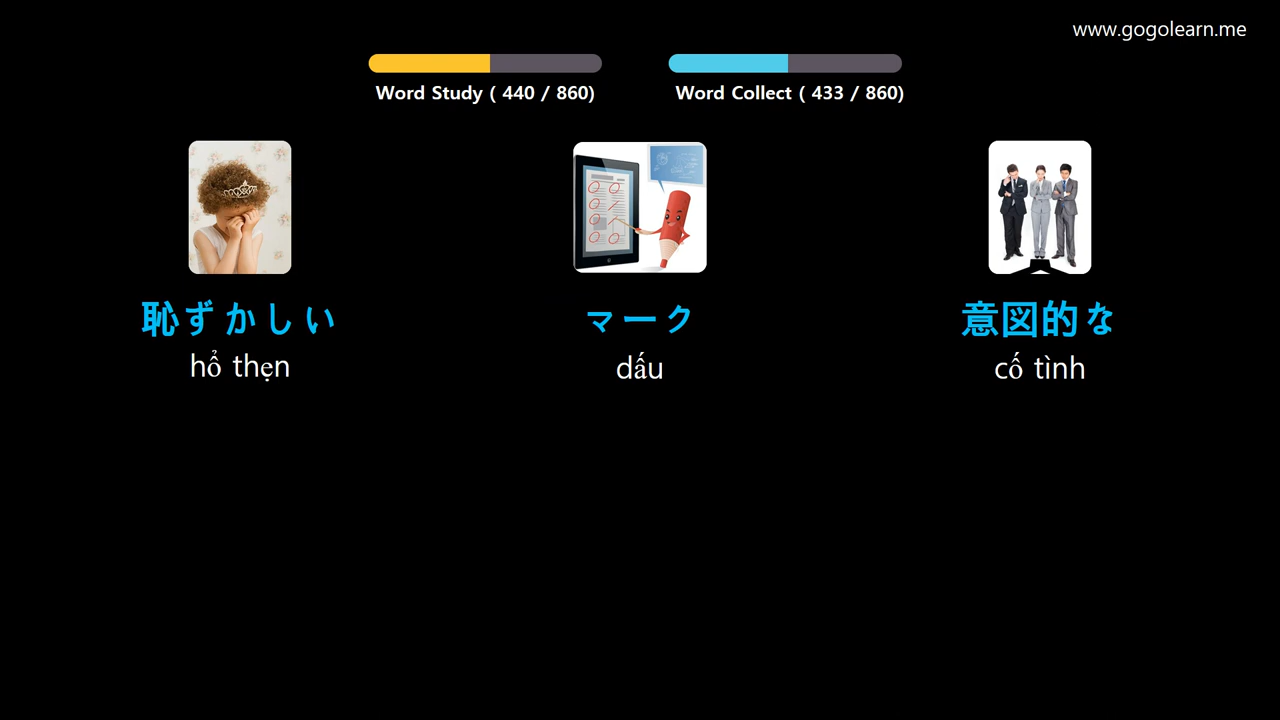 www.gogolearn.me
Word Study ( 440 / 860)
Word Collect ( 433 / 860)
恥ずかしい
マーク
意図的な
hổ thẹn
dấu
cố tình